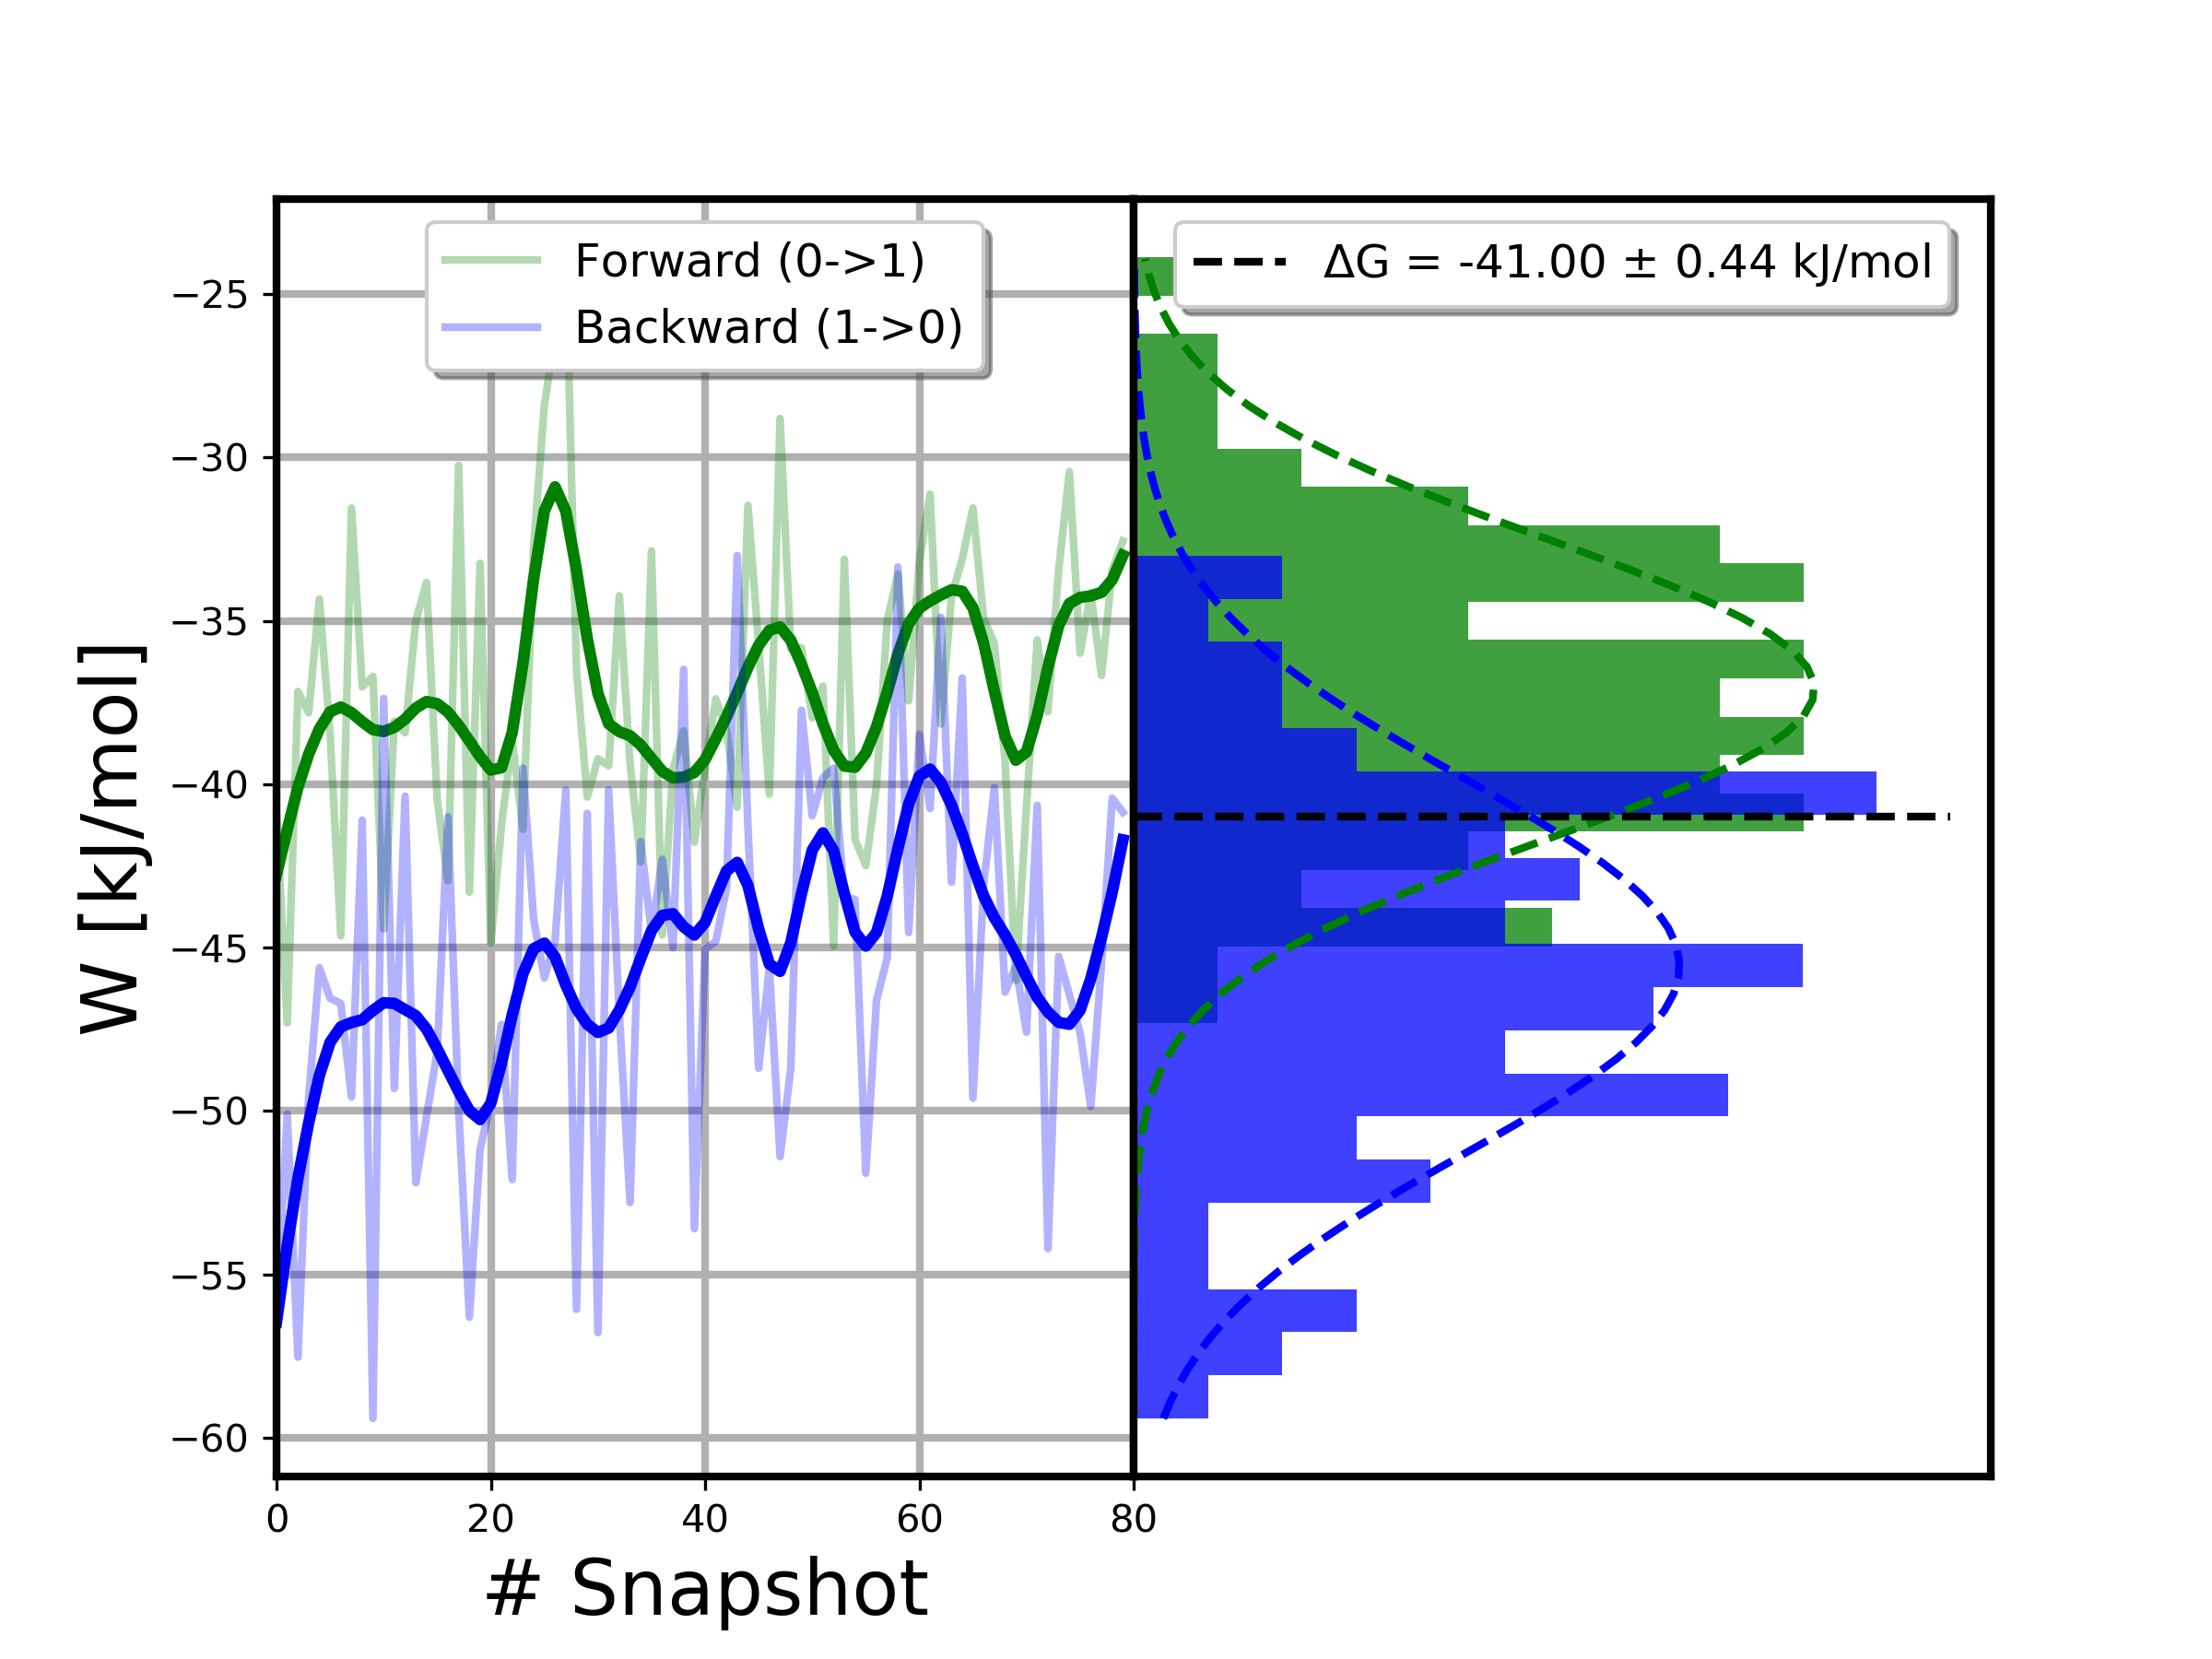 Forward (0->1)
Backward (1->0)
ΔG = -41.00 ± 0.44 kJ/mol
−25
−30
−35
−40
−45
−50
−55
−60
W [kJ/mol]
0 20 40 60 80
# Snapshot